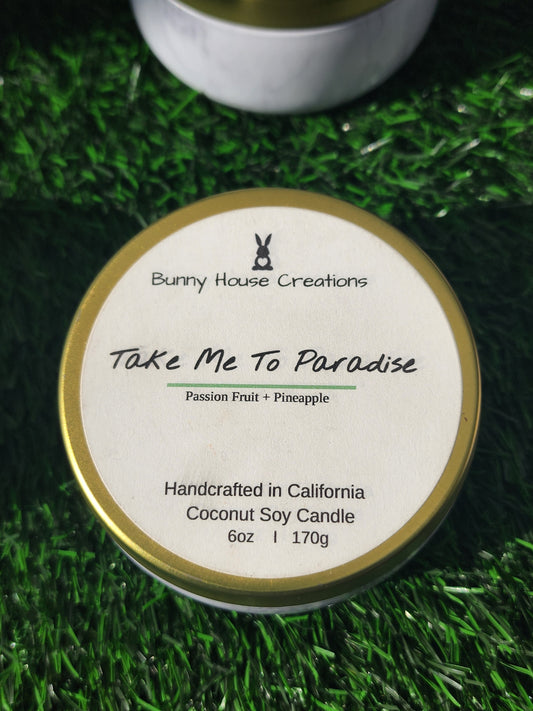 Bunny House Creations
Take Me To Paradise
Passion Fruit + Pineapple
Handcrafted in California
Coconut Soy Candle
6oz | 170g